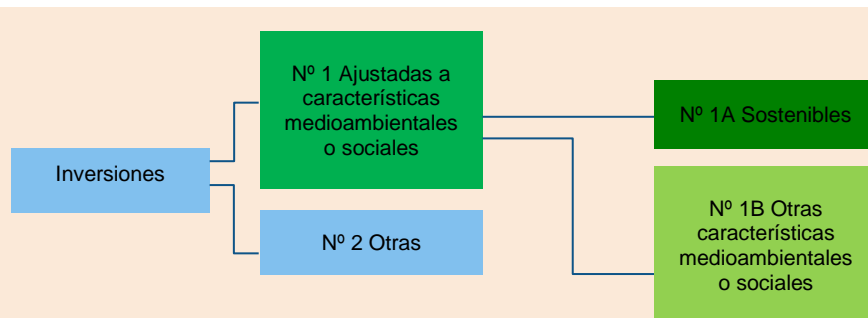 Inversiones
Nº 1 Ajustadas a
características
medioambientales
o sociales
Nº 2 Otras
Nº 1A Sostenibles
Nº 1B Otras
características
medioambientales
o sociales